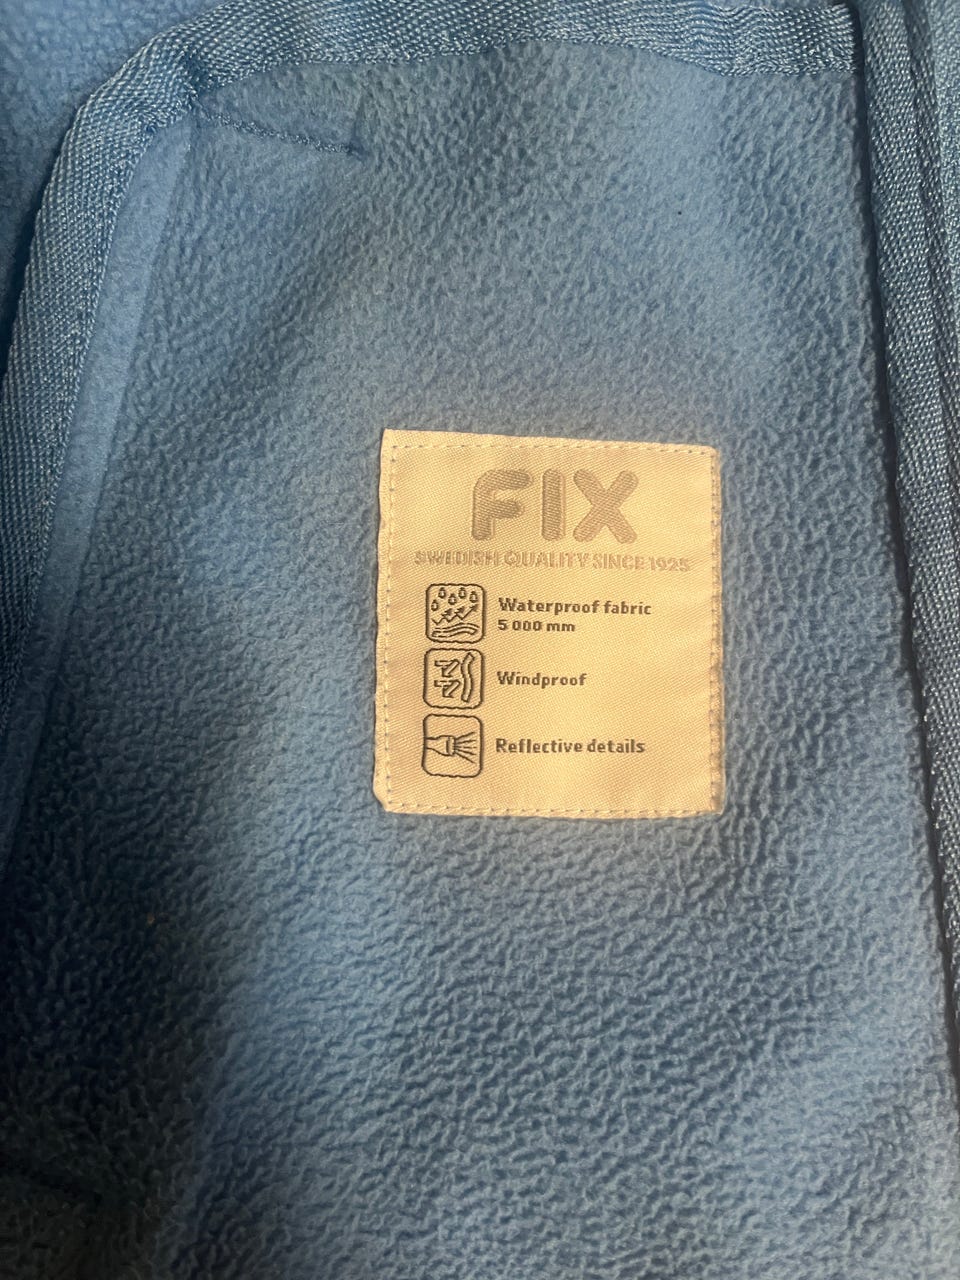 FIX
SWEDISH QUALITY SINCE 1925
Waterproof fabric
5 000 mm
Windproof
Reflective details